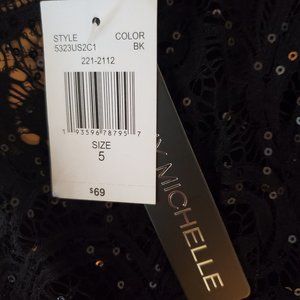 STYLE COLOR
5323US2C1 BK
221-2112
1 93596 78795 7
SIZE
5
$69
MICHELLE